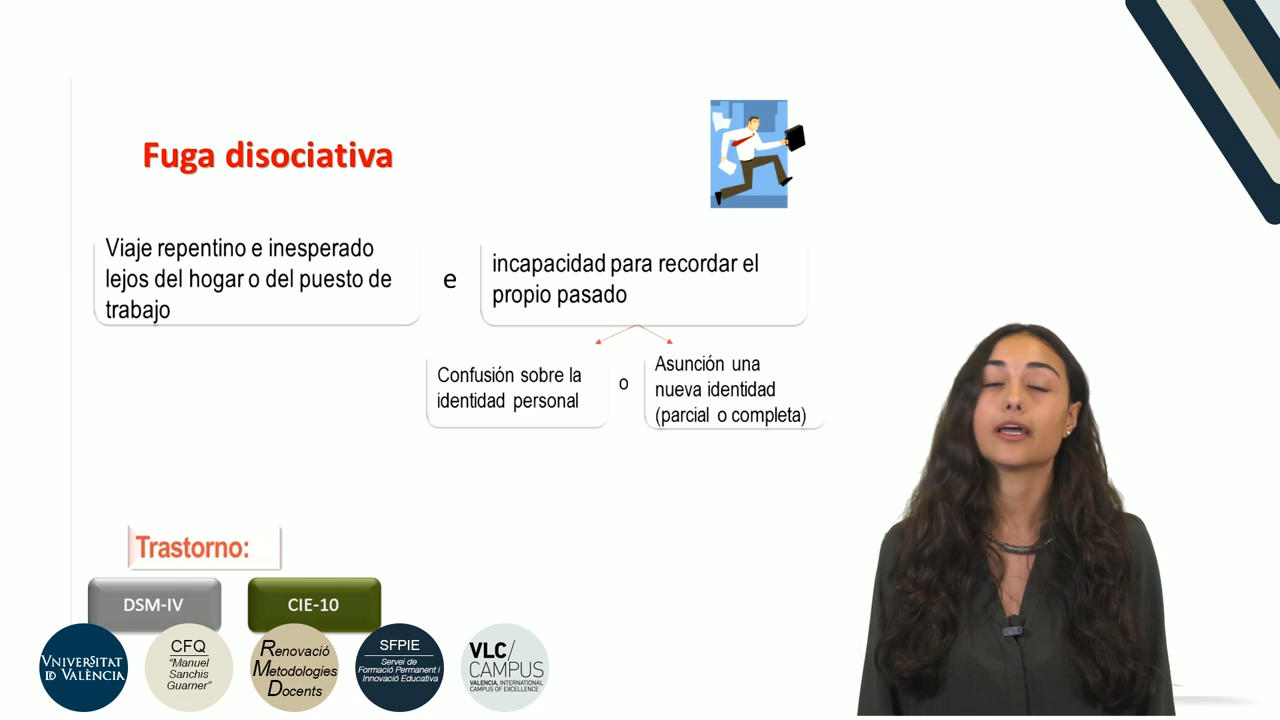 Fuga disociativa
Viaje repentino e inesperado
lejos del hogar o del puesto de
trabajo
e
incapacidad para recordar el
propio pasado
Confusión sobre la
identidad personal
o
Asunción una
nueva identidad
(parcial o completa)
Trastorno:
DSM-IV
CIE-10
VNIVERSITAT
ID VALÈNCIA
CFQ
"Manuel
Sanchis
Guarner"
Renovació
Metodologies
Docents
SFPIE
Servei de
Formació Permanent i
Innovació Educativa
VLC/
CAMPUS
VALENCIA, INTERNATIONAL
CAMPUS OF EXCELLENCE